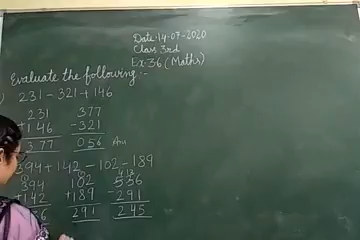 Date:14-07-2020
Class 3rd
Ex-36 (Maths)
Evaluate the following:-
231 - 321 + 146
231 377
+146 -321
377 056 Ans
394 + 142 - 102 - 189
394 102 536
+142 +189 -291
291 245